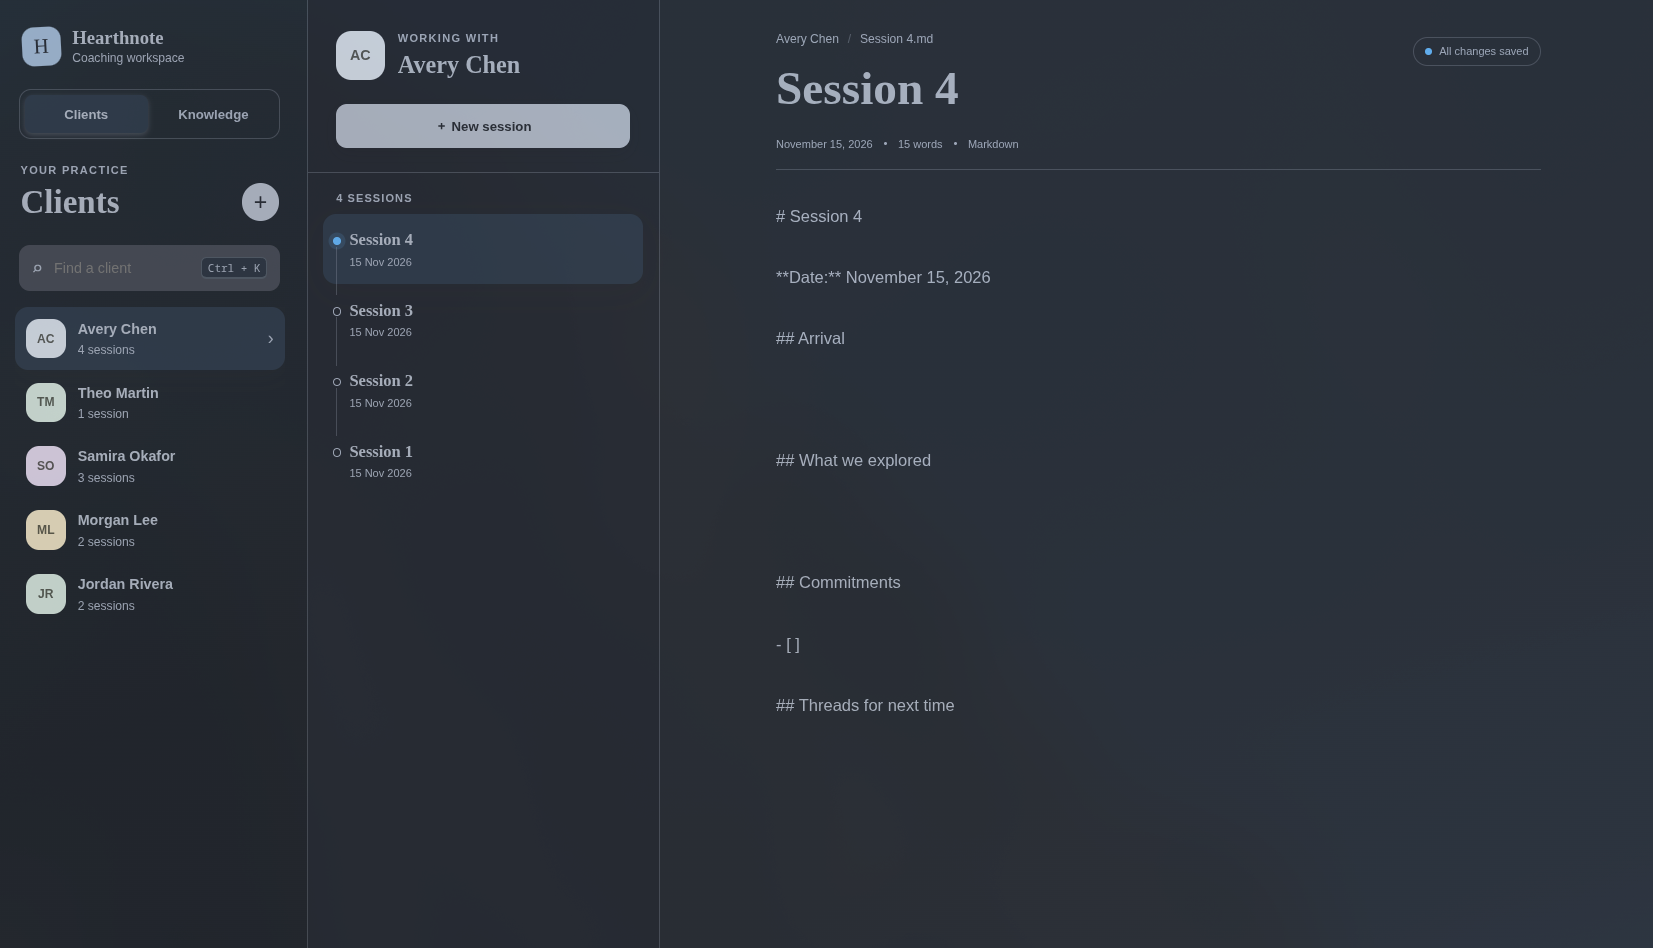 H
Hearthnote
Coaching workspace
Clients
Knowledge
YOUR PRACTICE
Clients
+
Find a client
Ctrl + K
AC
Avery Chen
4 sessions
›
TM
Theo Martin
1 session
SO
Samira Okafor
3 sessions
ML
Morgan Lee
2 sessions
JR
Jordan Rivera
2 sessions
AC
WORKING WITH
Avery Chen
+ New session
4 SESSIONS
Session 4
15 Nov 2026
Session 3
15 Nov 2026
Session 2
15 Nov 2026
Session 1
15 Nov 2026
Avery Chen / Session 4.md
All changes saved
Session 4
November 15, 2026 • 15 words • Markdown
# Session 4
**Date:** November 15, 2026
## Arrival
## What we explored
## Commitments
- [ ]
## Threads for next time